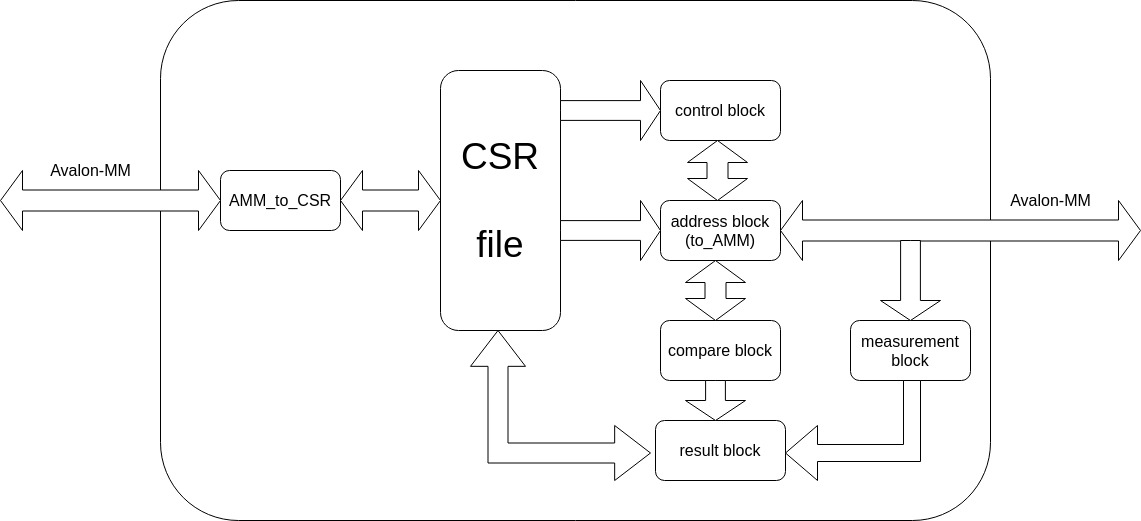 Avalon-MM
AMM_to_CSR
CSR
file
control block
address block
(to_AMM)
Avalon-MM
compare block
measurement
block
result block